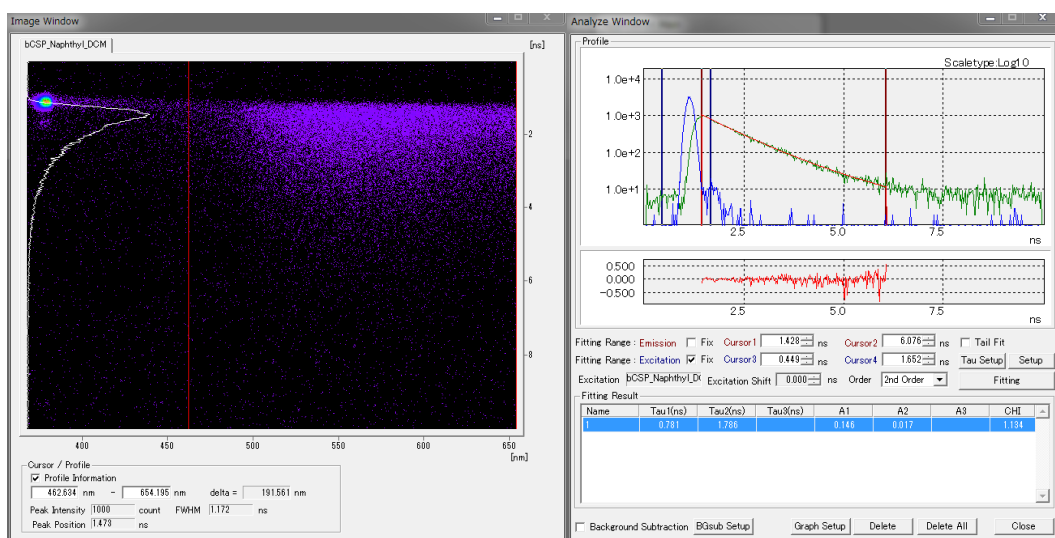 Image Window
bCSP_Naphthyl_DCM
[ns]
-2
-4
-6
-8
400 450 500 550 600 650
[nm]
Cursor / Profile
Profile Information
462.634 nm - 654.195 nm delta = 191.561 nm
Peak Intensity 1000 count FWHM 1.172 ns
Peak Position 1.473 ns
Analyze Window
Profile
Scaletype:Log10
1.0e+4
1.0e+3
1.0e+2
1.0e+1
2.5 5.0 7.5
ns
0.500
0.000
-0.500
2.5 5.0 7.5
ns
Fitting Range : Emission Fix Cursor1 1.428 ns Cursor2 6.076 ns Tail Fit
Fitting Range : Excitation Fix Cursor3 0.449 ns Cursor4 1.652 ns Tau Setup Setup
Excitation bCSP_Naphthyl_D( Excitation Shift 0.000 ns Order 2nd Order Fitting
Fitting Result
Name Tau1(ns) Tau2(ns) Tau3(ns) A1 A2 A3 CHI
1 0.781 1.786 0.146 0.017 1.134
Background Subtraction BGsub Setup Graph Setup Delete Delete All Close